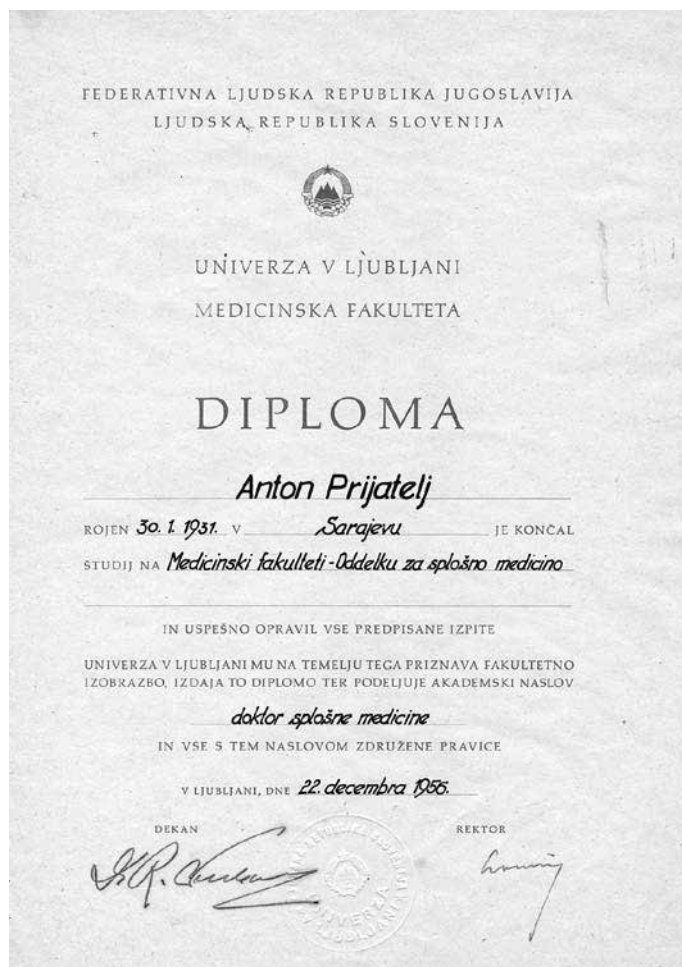 FEDERATIVNA LJUDSKA REPUBLIKA JUGOSLAVIJA
LJUDSKA REPUBLIKA SLOVENIJA
UNIVERZA V LJUBLJANI
MEDICINSKA FAKULTETA
DIPLOMA
Anton Prijatelj
ROJEN 30. 1. 1931. V Sarajevu JE KONČAL
STUDIJ NA Medicinski fakulteti - Oddelku za splošno medicino
IN USPEŠNO OPRAVIL VSE PREDPISANE IZPITE
UNIVERZA V LJUBLJANI MU NA TEMELJU TEGA PRIZNAVA FAKULTETNO
IZOBRAZBO, IZDAJA TO DIPLOMO TER PODELJUJE AKADEMSKI NASLOV
doktor splošne medicine
IN VSE S TEM NASLOVOM ZDRUŽENE PRAVICE
V LJUBLJANI, DNE 22. decembra 1956.
DEKAN REKTOR
UNIVERZA